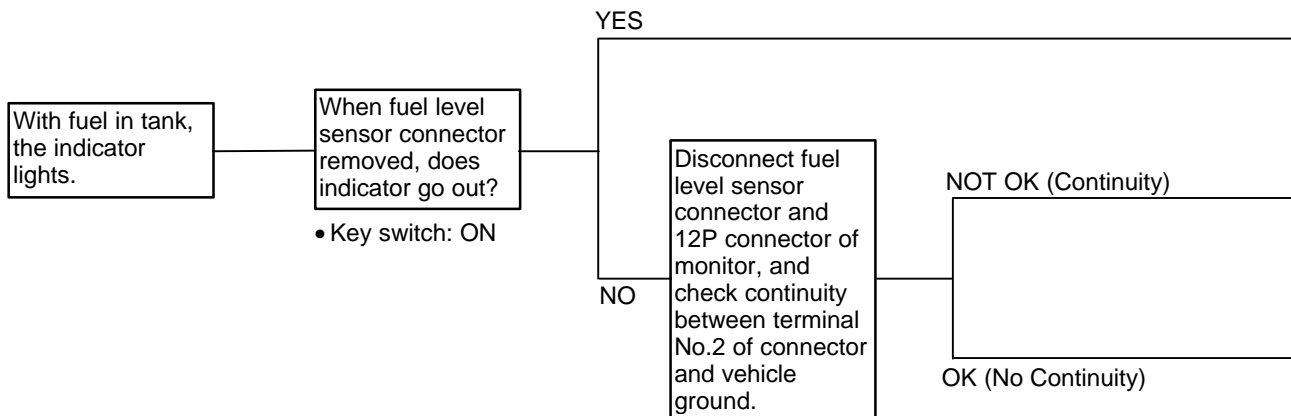 YES
With fuel in tank,
the indicator
lights.
When fuel level
sensor connector
removed, does
indicator go out?
• Key switch: ON
NO
Disconnect fuel
level sensor
connector and
12P connector of
monitor, and
check continuity
between terminal
No.2 of connector
and vehicle
ground.
NOT OK (Continuity)
OK (No Continuity)